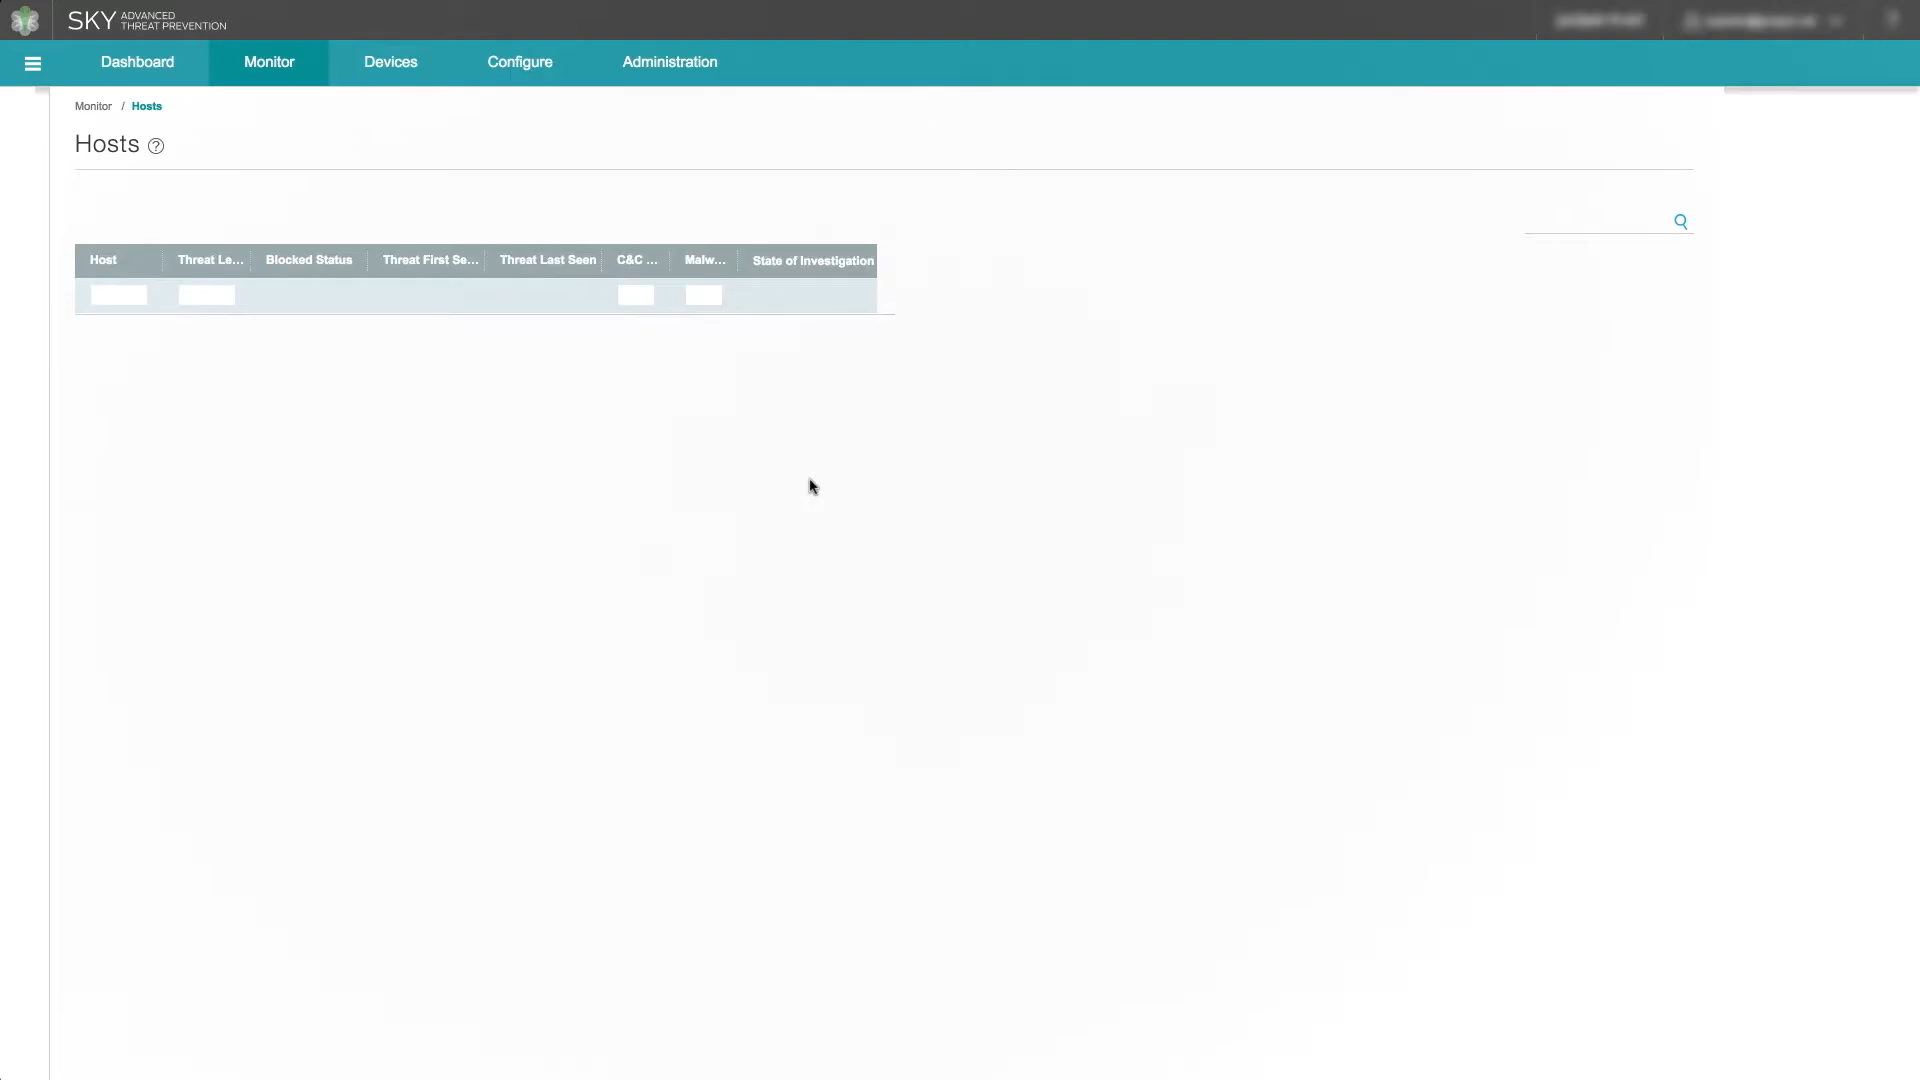 SKY ADVANCED
THREAT PREVENTION
Dashboard Monitor Devices Configure Administration
Monitor / Hosts
Hosts ?
Host Threat Le... Blocked Status Threat First Se... Threat Last Seen C&C ... Malw... State of Investigation